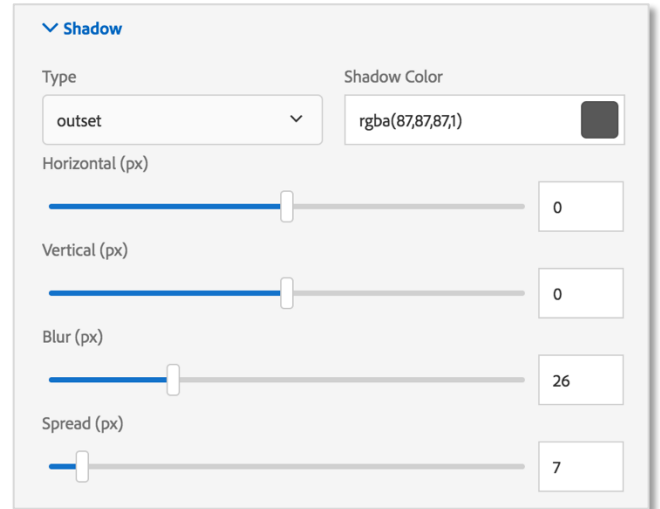 Shadow
Type
Shadow Color
outset
rgba(87,87,87,1)
Horizontal (px)
0
Vertical (px)
0
Blur (px)
26
Spread (px)
7